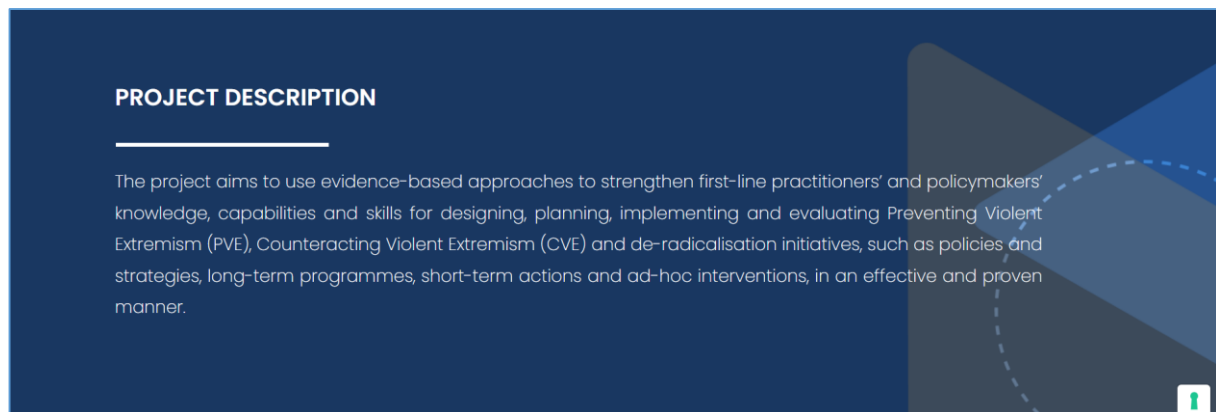 PROJECT DESCRIPTION
The project aims to use evidence-based approaches to strengthen first-line practitioners’ and policymakers’
knowledge, capabilities and skills for designing, planning, implementing and evaluating Preventing Violent
Extremism (PVE), Counteracting Violent Extremism (CVE) and de-radicalisation initiatives, such as policies and
strategies, long-term programmes, short-term actions and ad-hoc interventions, in an effective and proven
manner.